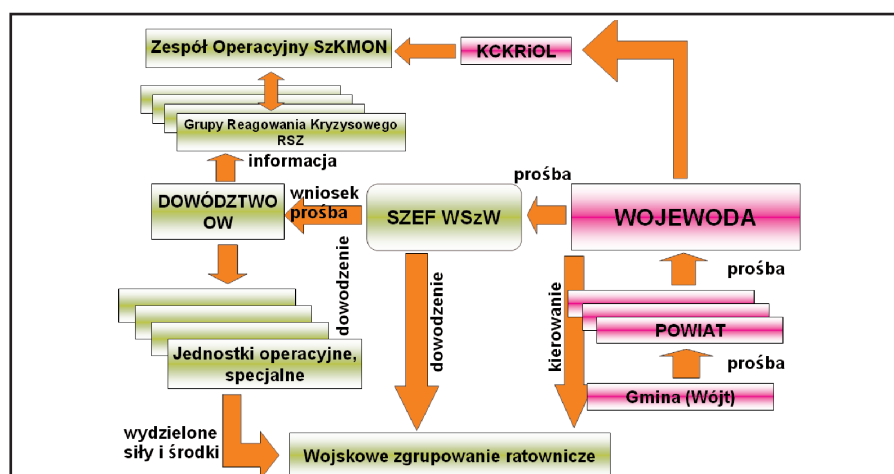 Zespół Operacyjny SzKMON
KCKRiOL
Grupy Reagowania Kryzysowego
RSZ
informacja
DOWÓDZTWO
OW
wniosek
prośba
SZEF WSzW
prośba
WOJEWODA
dowodzenie
dowodzenie
kierowanie
prośba
POWIAT
prośba
Gmina (Wójt)
Jednostki operacyjne,
specjalne
wydzielone
siły i środki
Wojskowe zgrupowanie ratownicze